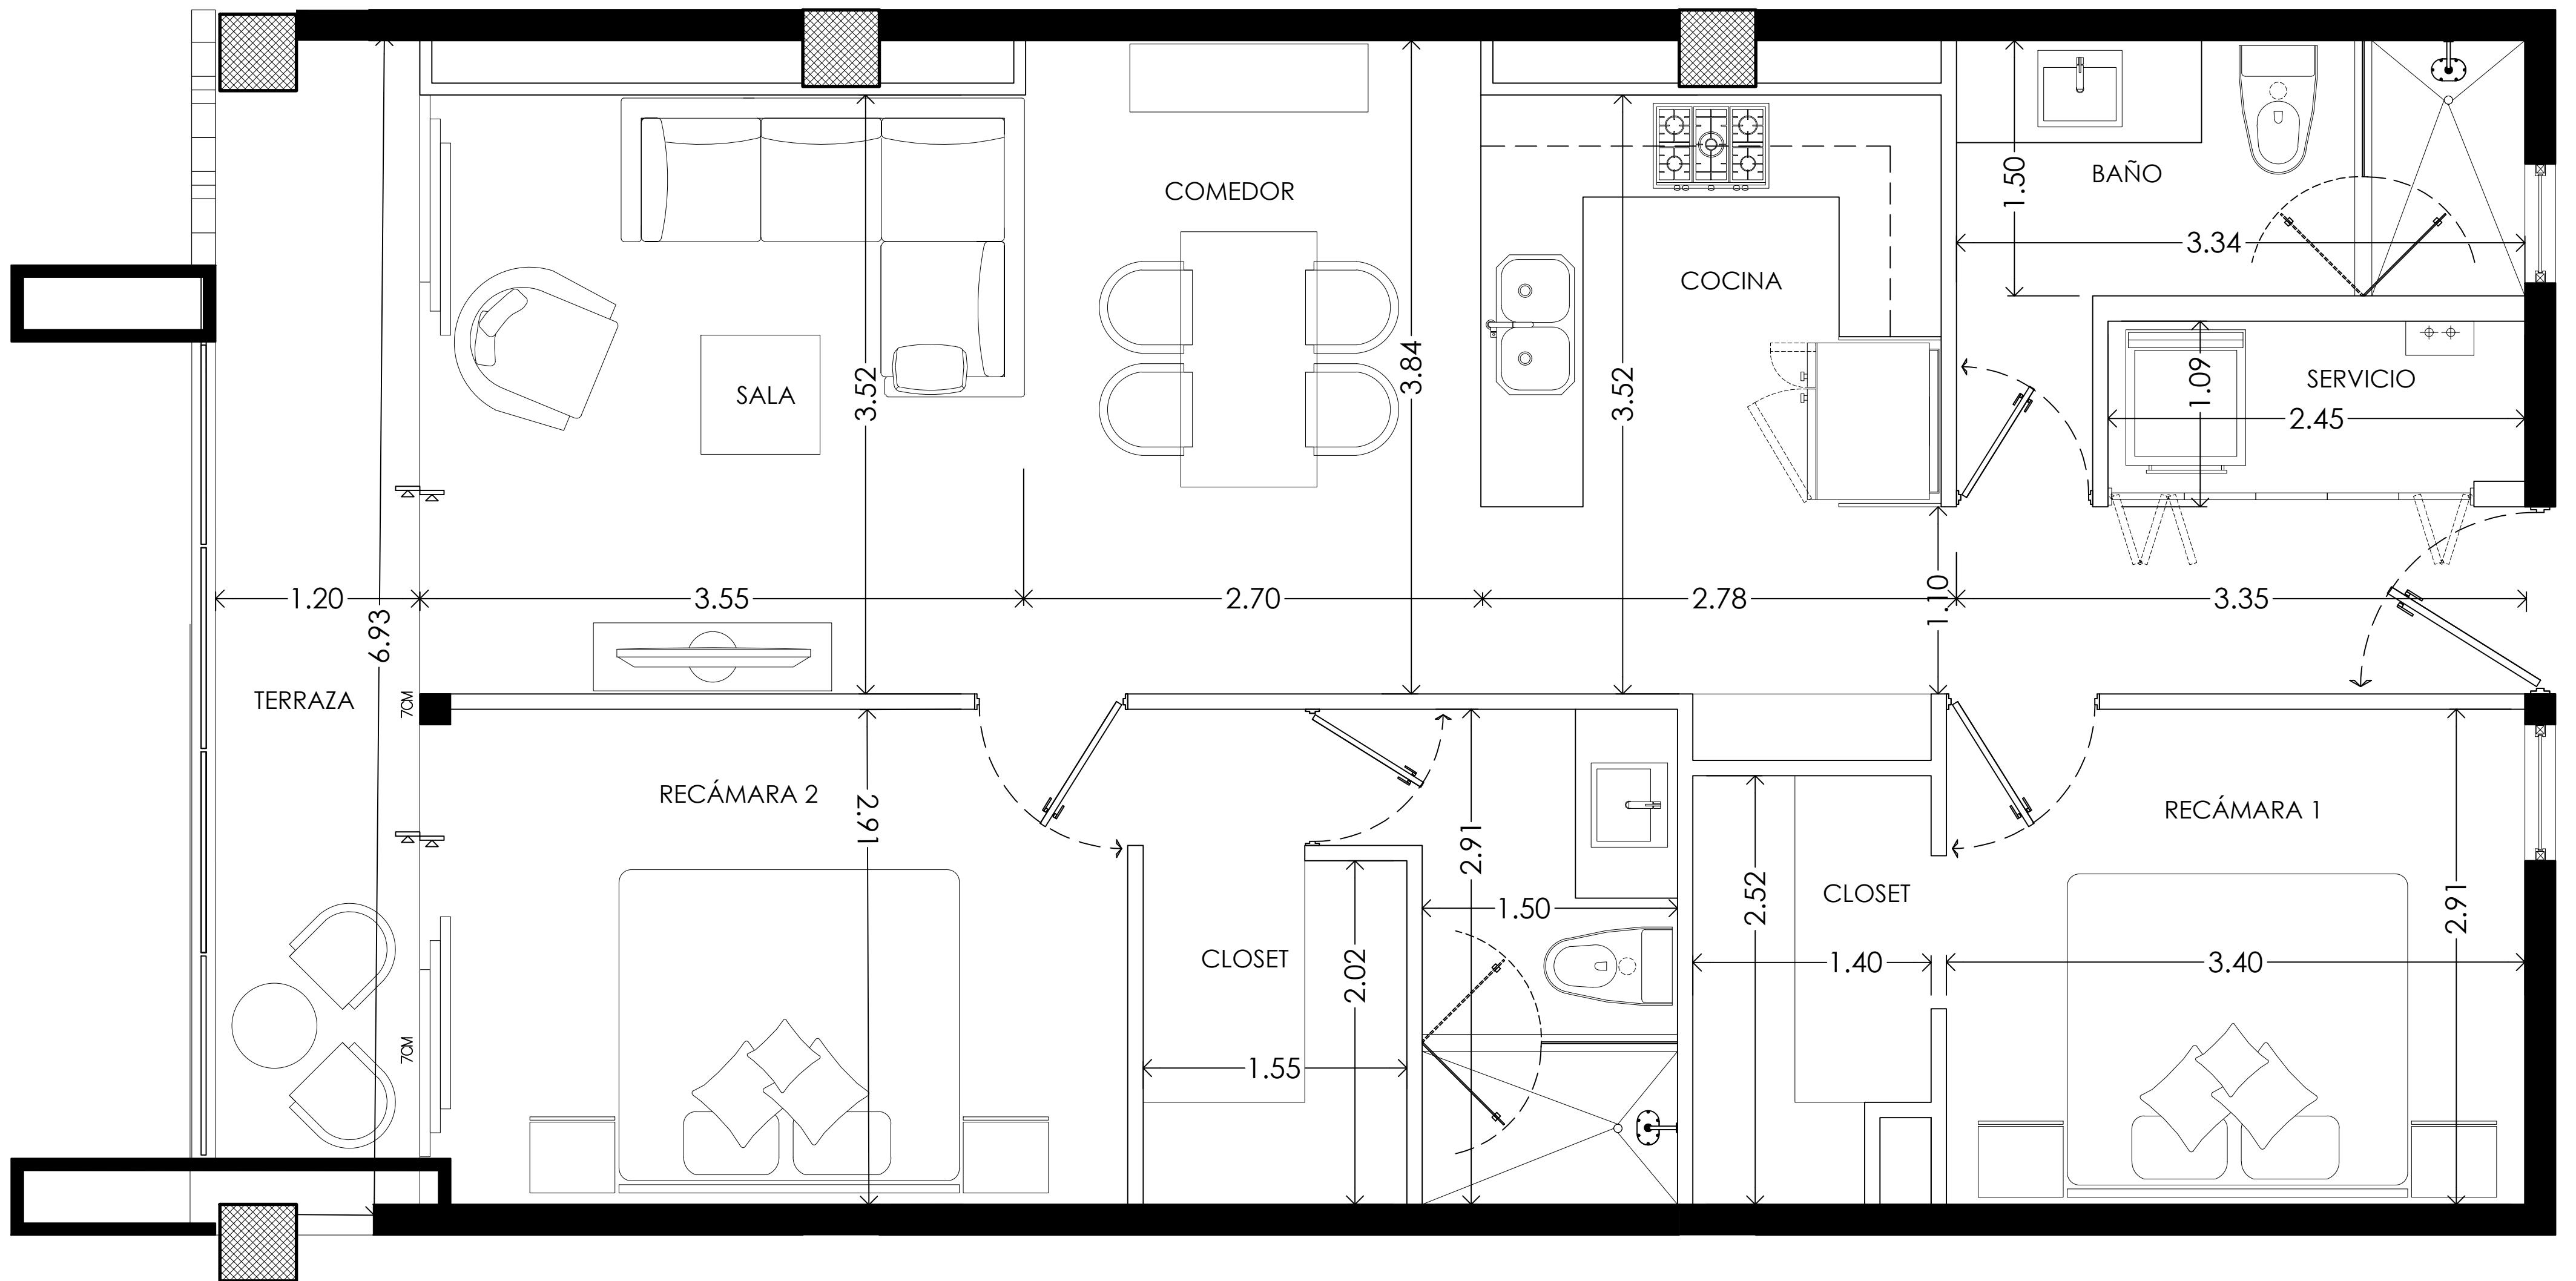 COMEDOR
BAÑO
1.50
3.34
COCINA
SALA
3.52
3.84
3.52
1.09
SERVICIO
2.45
1.20
3.55
2.70
2.78
1.10
3.35
6.93
TERRAZA
7CM
RECÁMARA 2
2.91
2.91
RECÁMARA 1
CLOSET
2.52
1.50
2.91
CLOSET
2.02
1.40
3.40
7CM
1.55